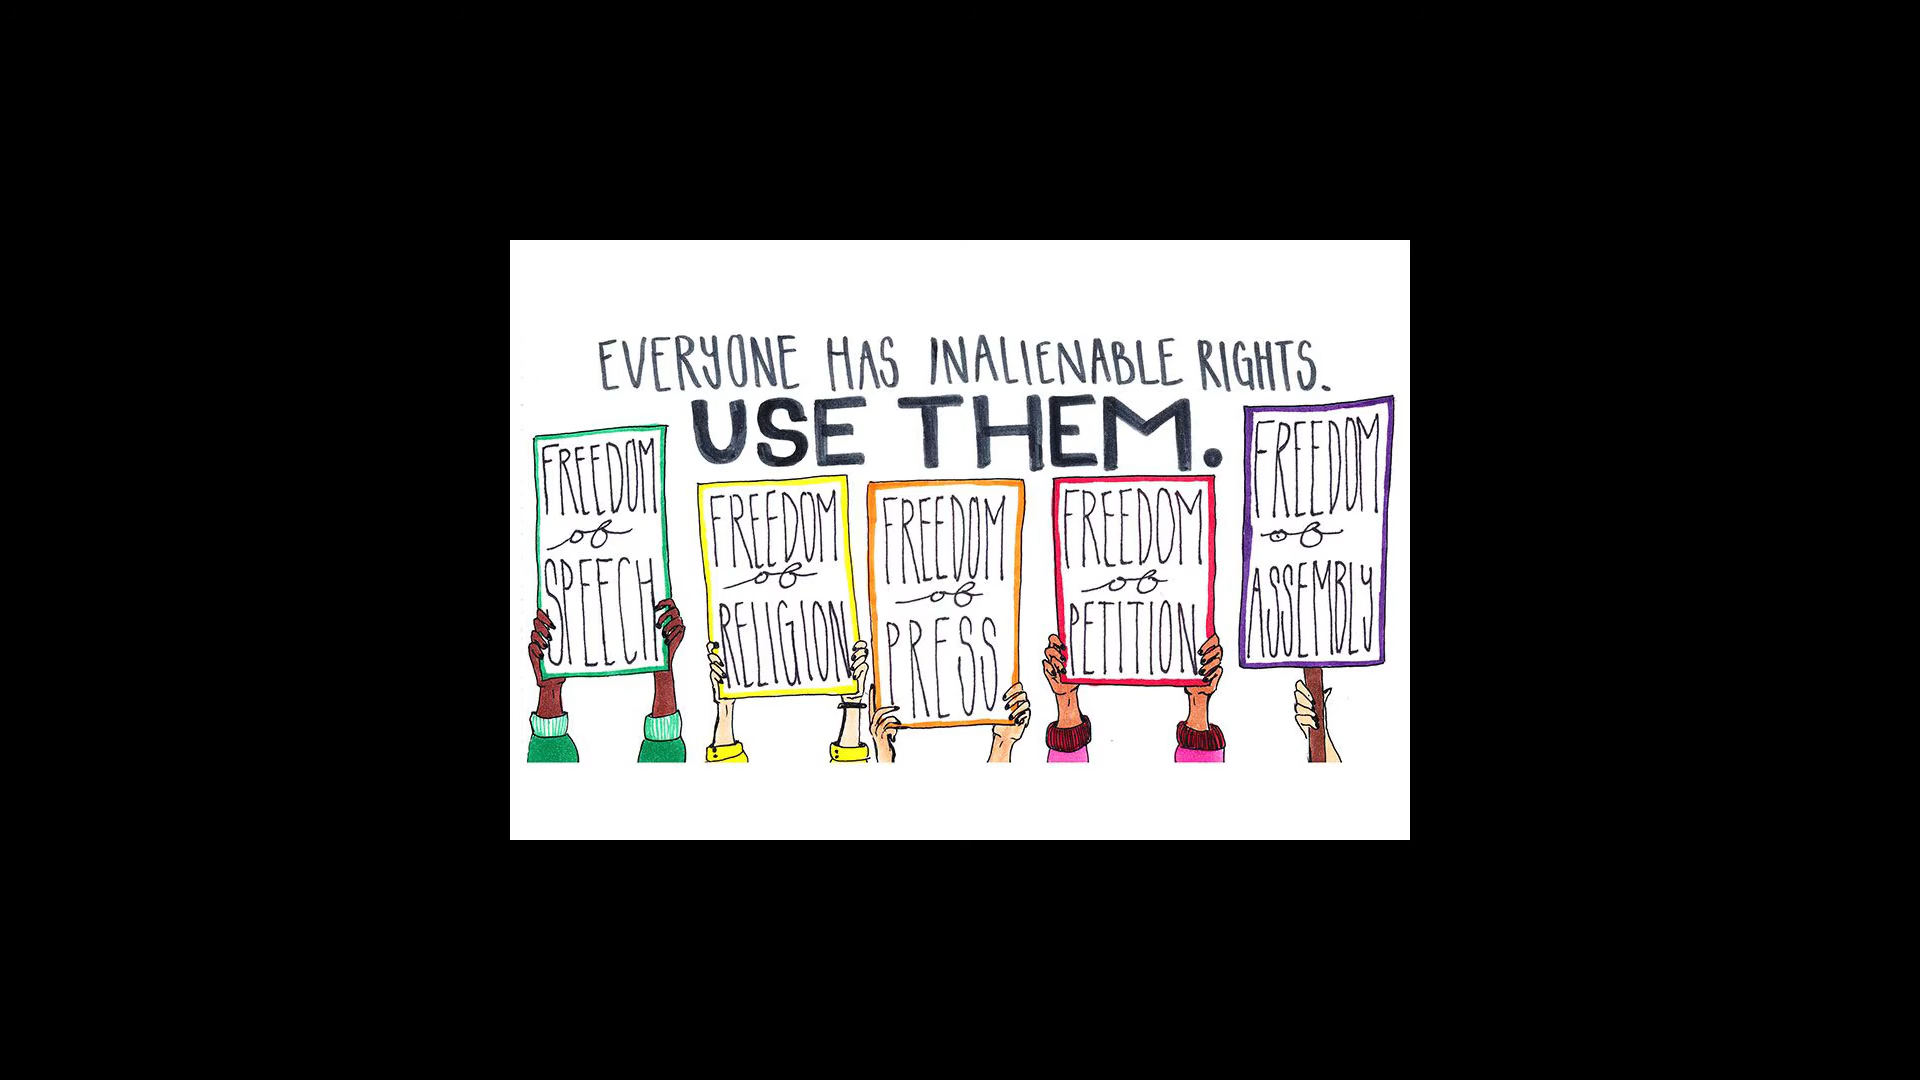 EVERYONE HAS INALIENABLE RIGHTS.
USE THEM.
FREEDOM
of
SPEECH
FREEDOM
of
RELIGION
FREEDOM
of
PRESS
FREEDOM
of
PETITION
FREEDOM
of
ASSEMBLY